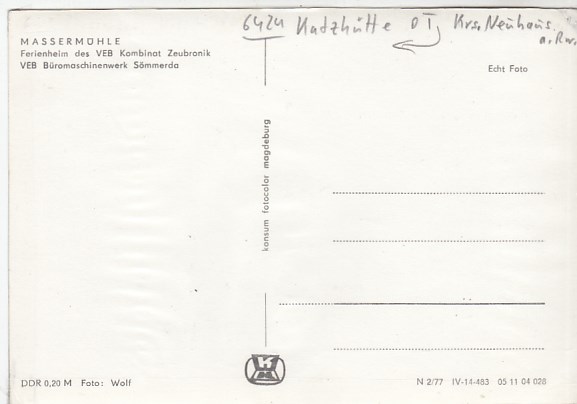 6424 Katzhütte OT, Krs. Neuhaus.
a. Rw.
MASSERMÜHLE
Ferienheim des VEB Kombinat Zeubronik
VEB Büromaschinenwerk Sömmerda
Echt Foto
konsum fotocolor magdeburg
DDR 0,20 M Foto: Wolf
N 2/77 IV-14-483 05 11 04 028